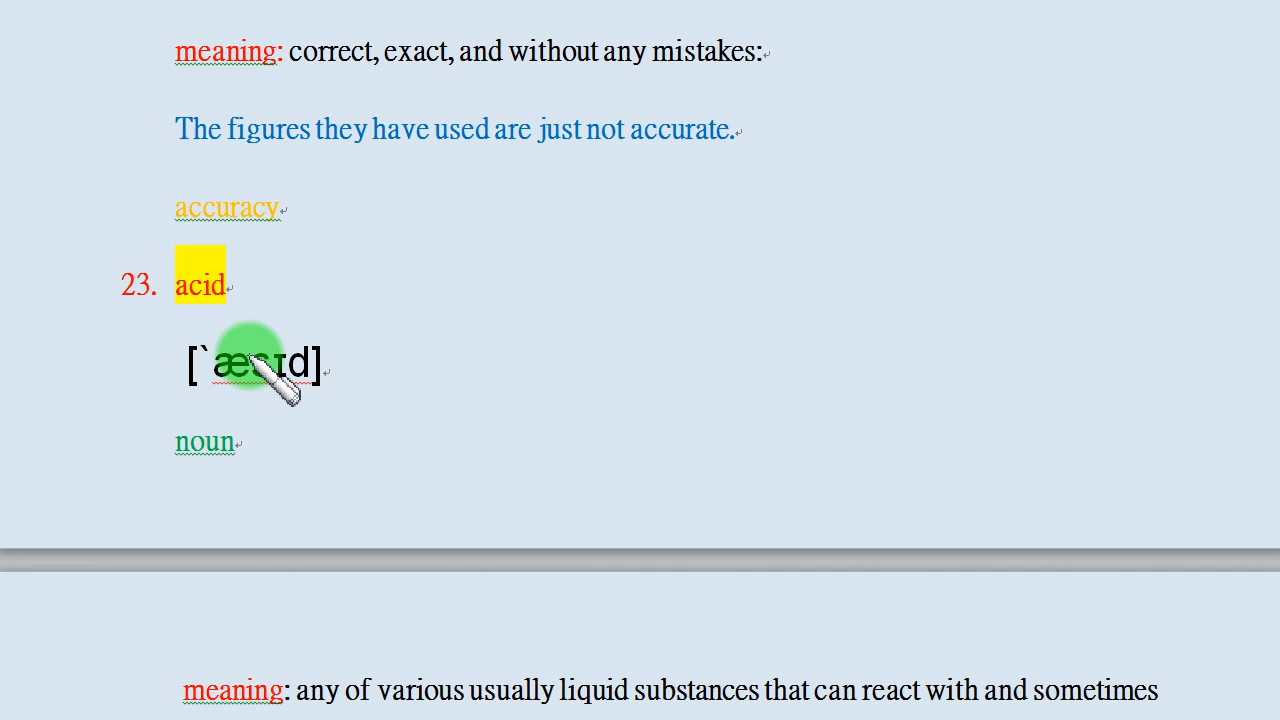 meaning: correct, exact, and without any mistakes:
The figures they have used are just not accurate.
accuracy
23. acid
[`æsɪd]
noun
meaning: any of various usually liquid substances that can react with and sometimes